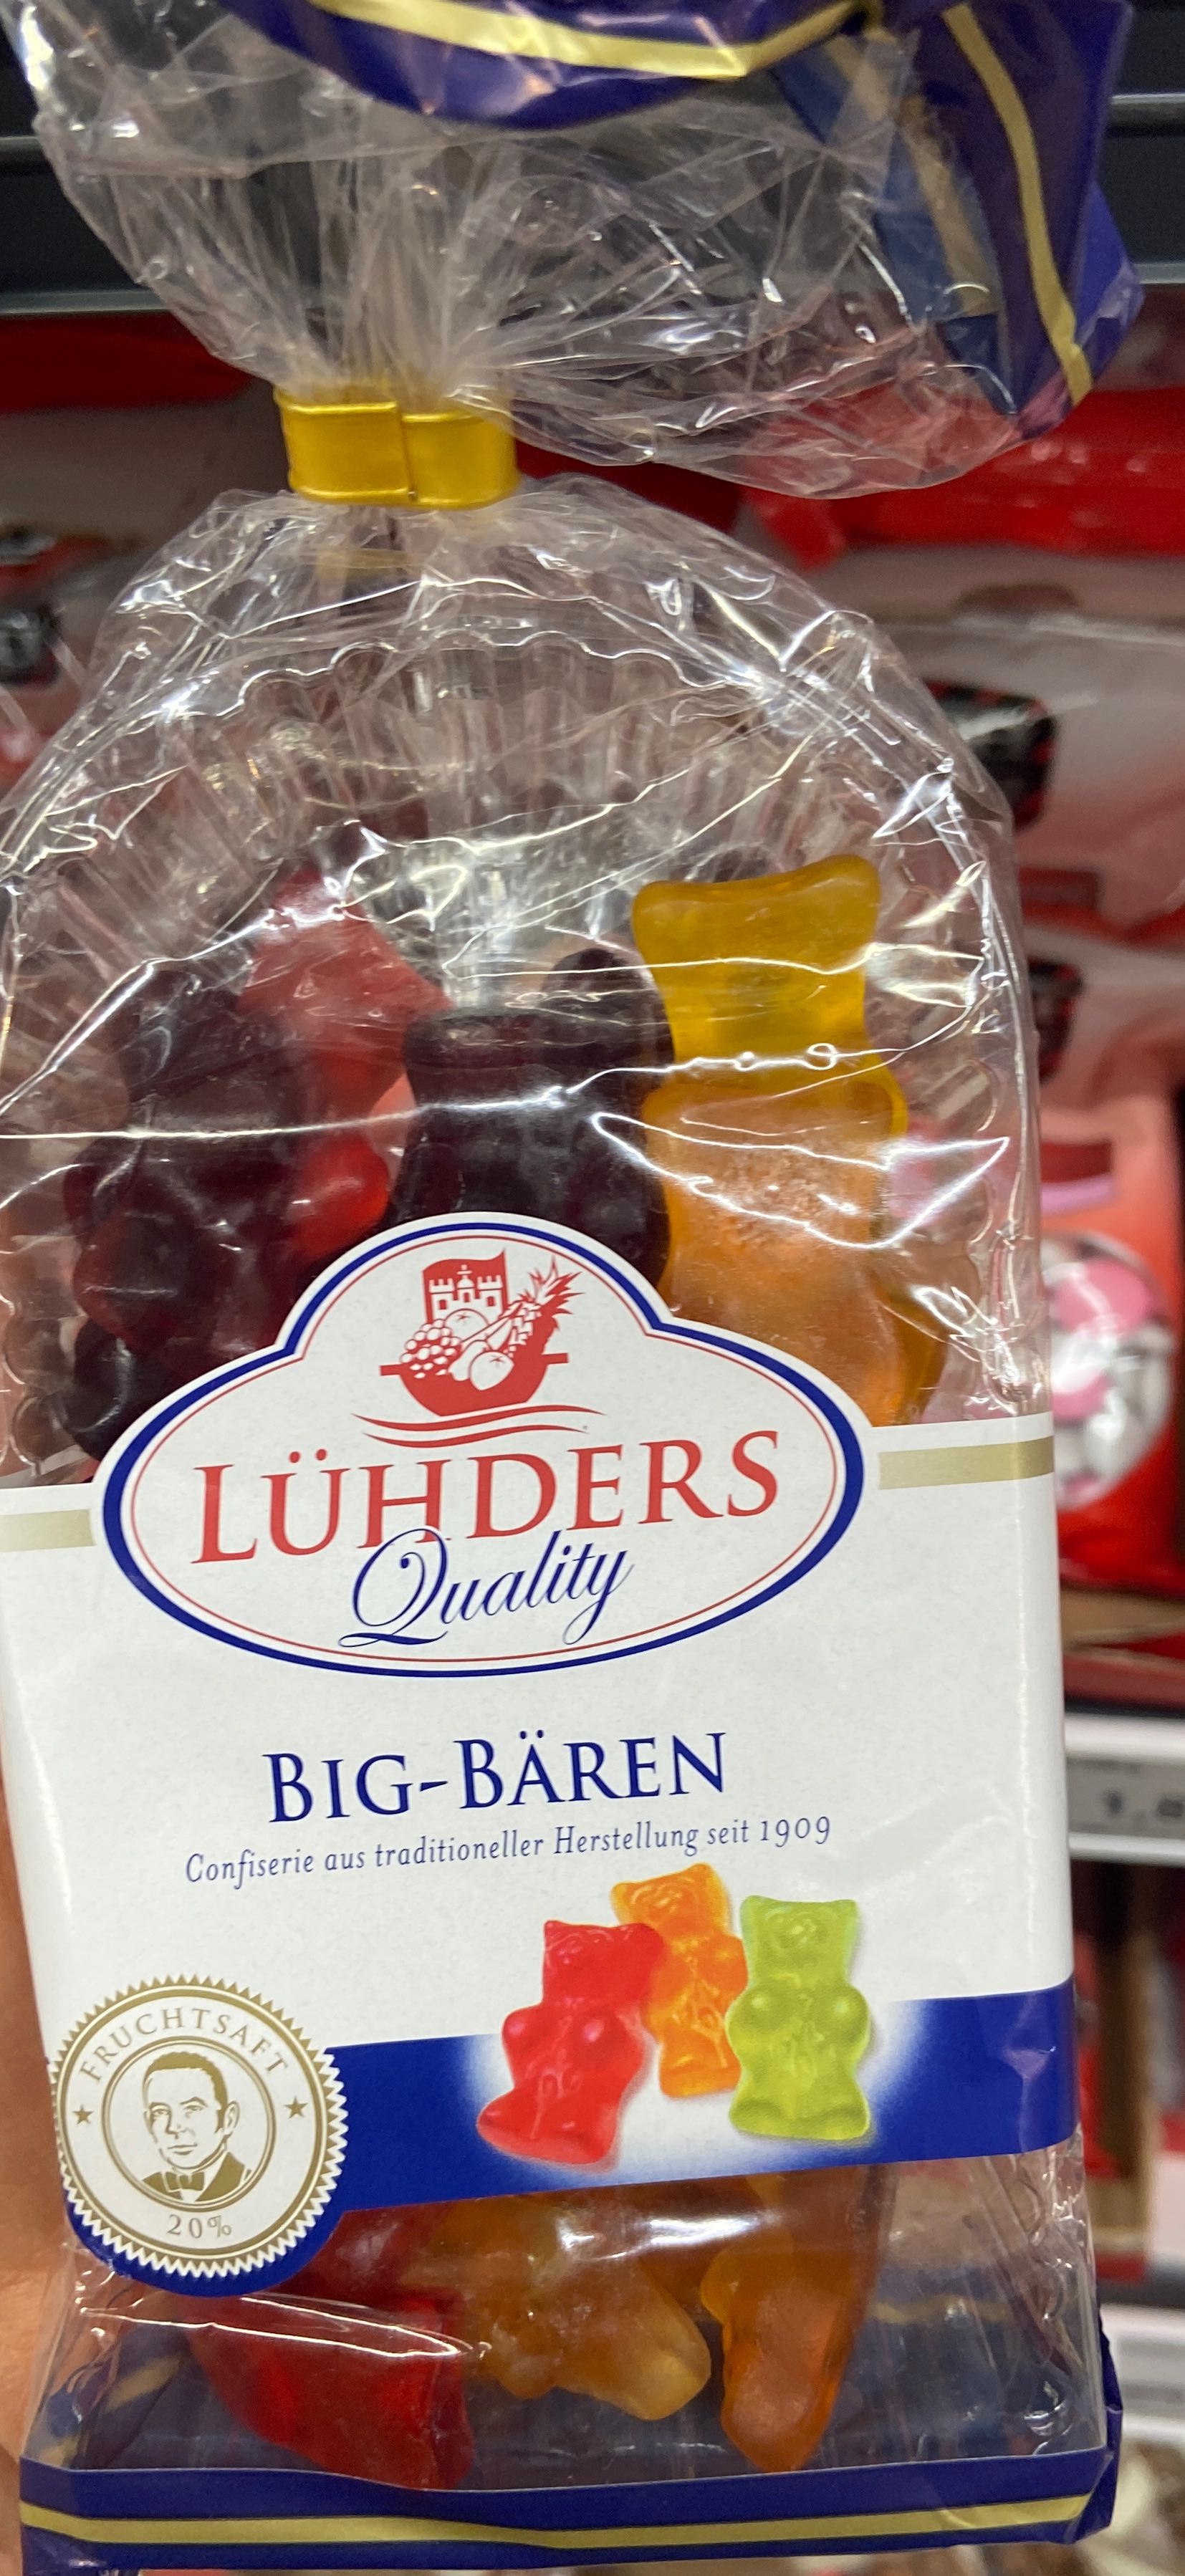 LÜHDERS
Quality
BIG-BÄREN
Confiserie aus traditioneller Herstellung seit 1909
FRUCHTSAFT
20%